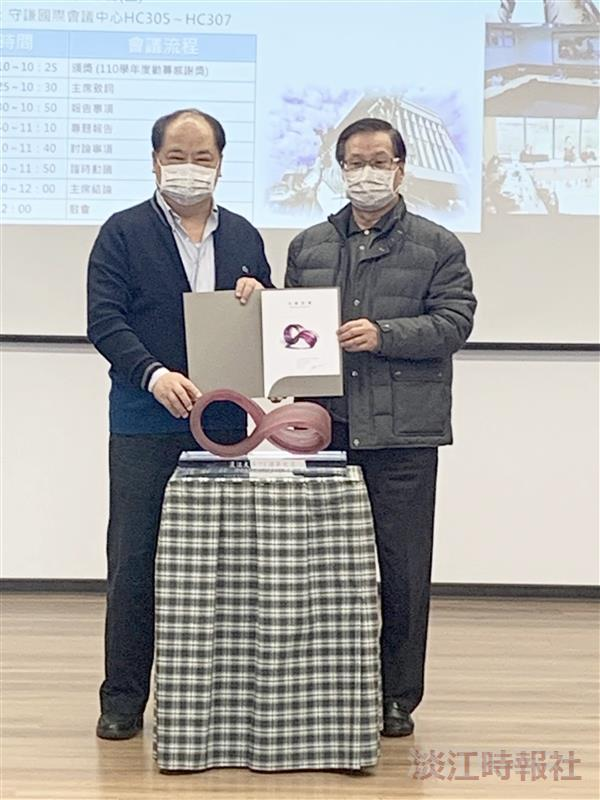 守謙國際會議中心HC305～HC307
時間 會議流程
10～10：25 頒獎 (110學年度勸募感謝獎)
25～10：30 主席致詞
30～10：50 報告事項
50～11：10 專題報告
10～11：40 討論事項
40～11：50 臨時動議
50～12：00 主席結論
12：00 散會
淡江時報社